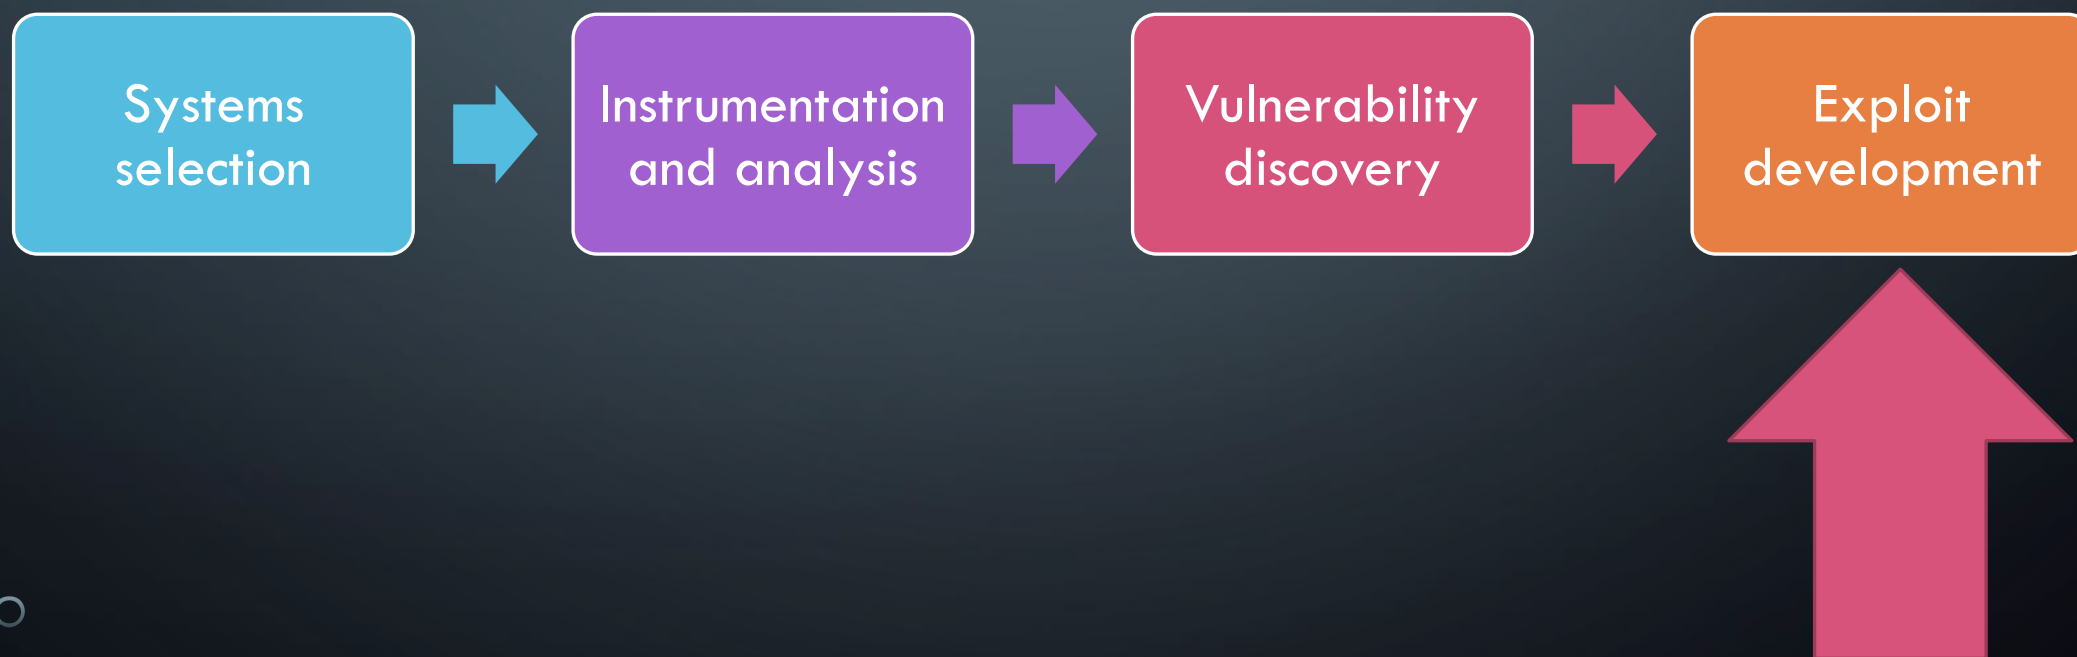 Systems
selection
Instrumentation
and analysis
Vulnerability
discovery
Exploit
development